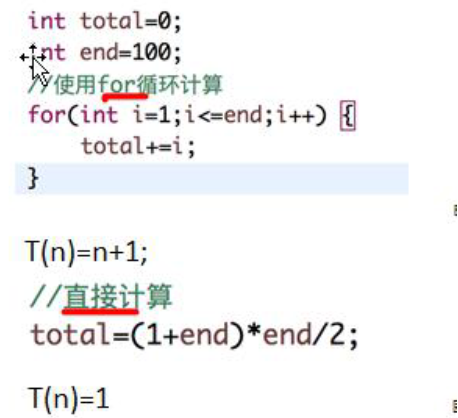 int total=0;
int end=100;
//使用for循环计算
for(int i=1;i<=end;i++) {
total+=i;
}
T(n)=n+1;
//直接计算
total=(1+end)*end/2;
T(n)=1